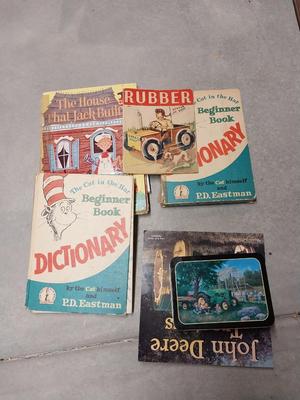 The House
That Jack Built
RUBBER
Cat in the Hat
Beginner
Book
DICTIONARY
by the Cat himself
and
P.D. Eastman
The Cat in the Hat
Beginner
Book
DICTIONARY
by the Cat himself
and
P.D. Eastman
John Deere